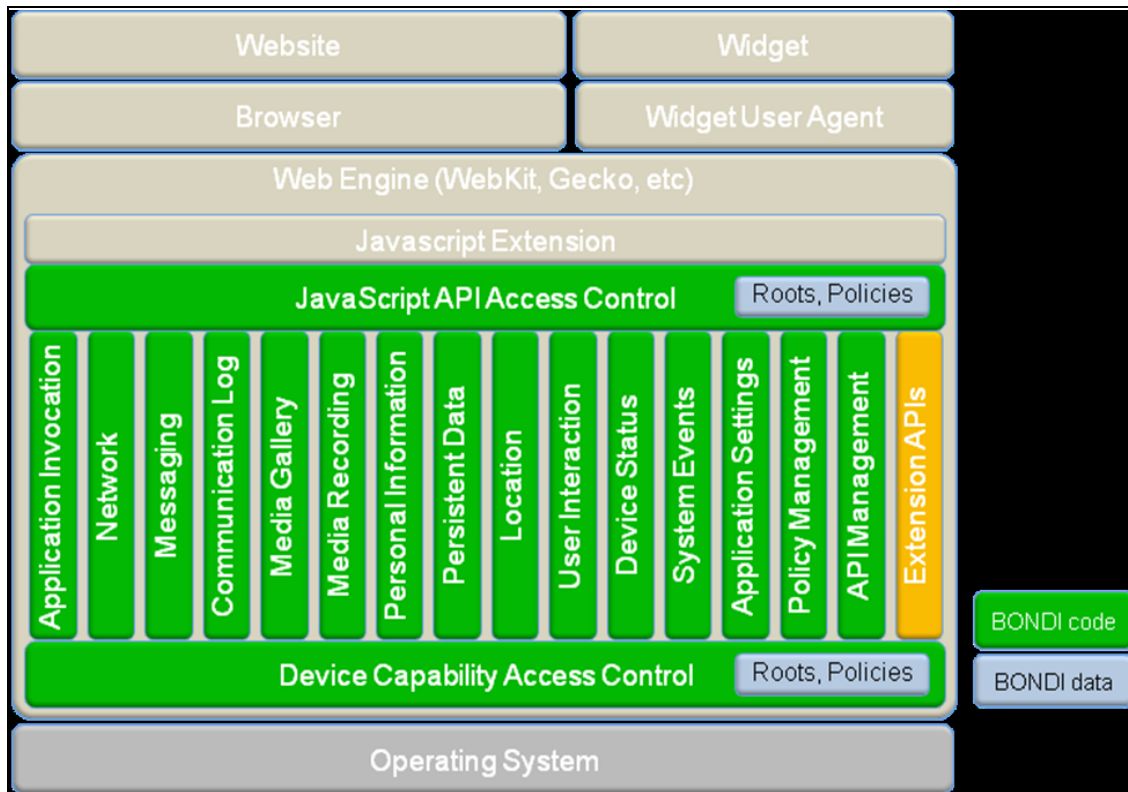 Website
Widget
Browser
Widget User Agent
Web Engine (WebKit, Gecko, etc)
Javascript Extension
JavaScript API Access Control
Roots, Policies
Application Invocation
Network
Messaging
Communication Log
Media Gallery
Media Recording
Personal Information
Persistent Data
Location
User Interaction
Device Status
System Events
Application Settings
Policy Management
API Management
Extension APIs
BONDI code
Device Capability Access Control
Roots, Policies
BONDI data
Operating System